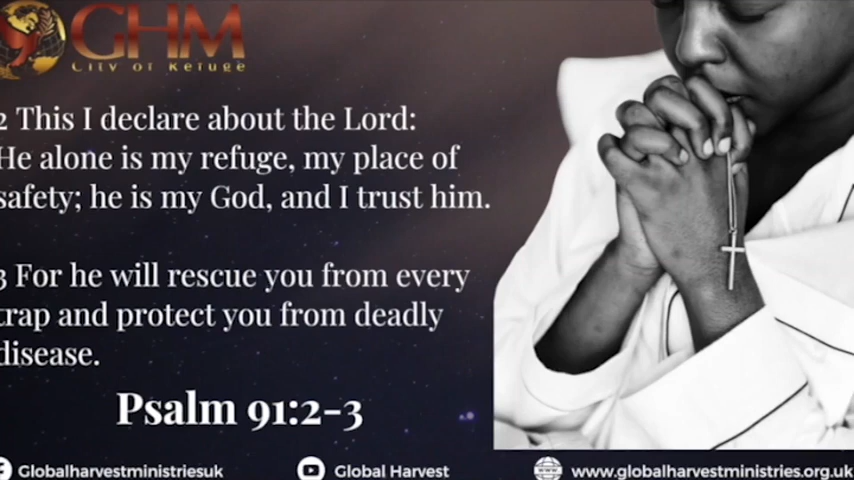 GHM
City of Refuge
2 This I declare about the Lord:
He alone is my refuge, my place of
safety; he is my God, and I trust him.
3 For he will rescue you from every
trap and protect you from deadly
disease.
Psalm 91:2-3
Globalharvestministriesuk
Global Harvest
www.globalharvestministries.org.uk